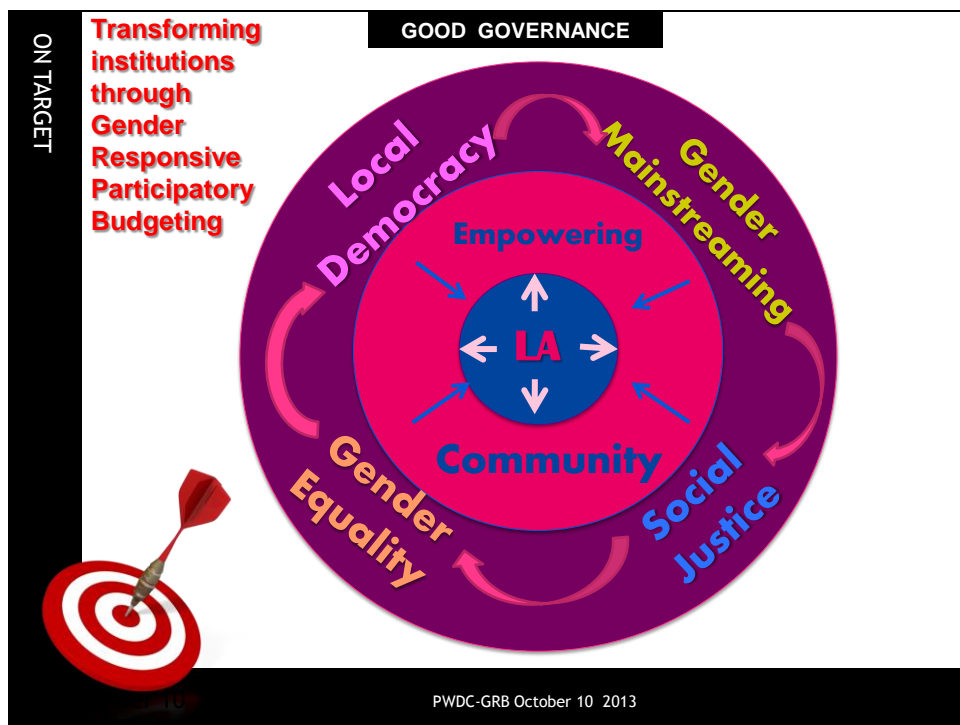 ON TARGET
Transforming
institutions
through
Gender
Responsive
Participatory
Budgeting
GOOD GOVERNANCE
Local
Democracy
Gender
Mainstreaming
Empowering
LA
Community
Gender
Equality
Social
Justice
10
PWDC-GRB October 10 2013